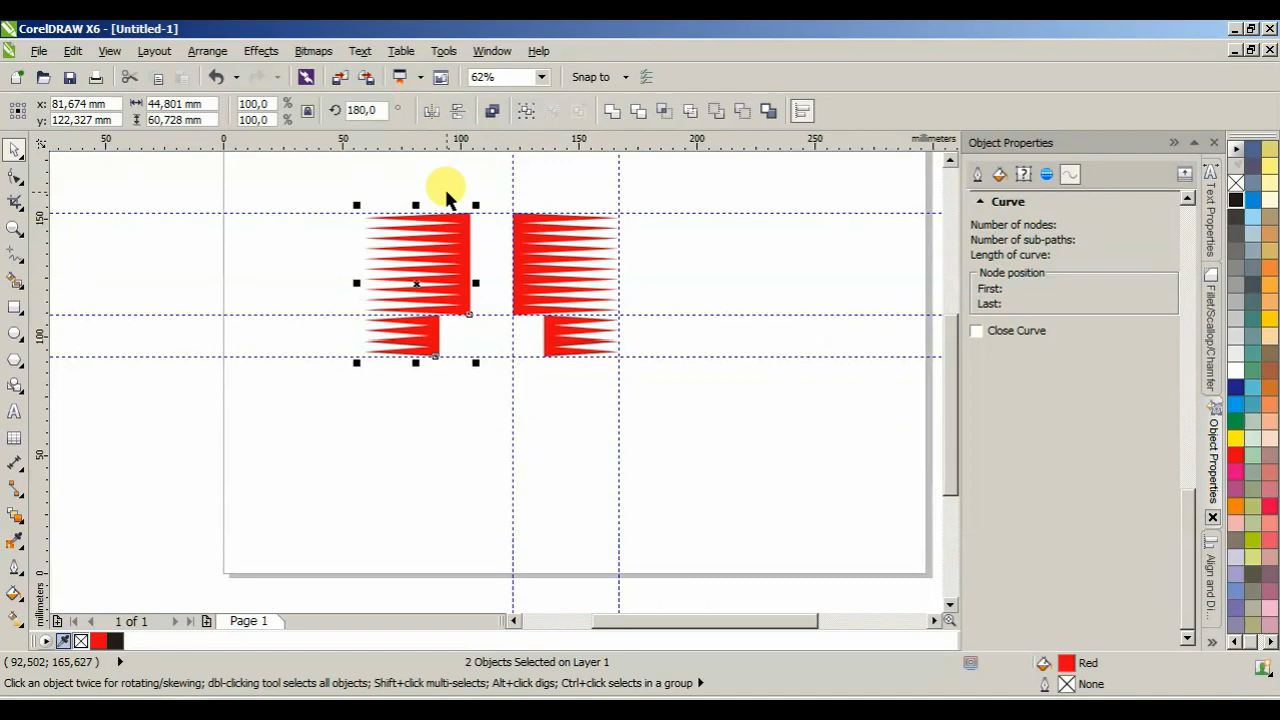 CorelDRAW X6 - [Untitled-1]
File Edit View Layout Arrange Effects Bitmaps Text Table Tools Window Help
62% Snap to
x: 81,674 mm 44,801 mm 100,0 % 180,0 °
y: 122,327 mm 60,728 mm 100,0 %
50 0 50 100 150 200 250 millimeters
150
100
50
0
millimeters
Object Properties
Curve
Number of nodes:
Number of sub-paths:
Length of curve:
Node position
First:
Last:
Close Curve
Text Properties
Fillet/Scallop/Chamfer
Object Properties
Align and Di...
1 of 1 Page 1
( 92,502; 165,627 ) 2 Objects Selected on Layer 1 Red
Click an object twice for rotating/skewing; dbl-clicking tool selects all objects; Shift+click multi-selects; Alt+click digs; Ctrl+click selects in a group None